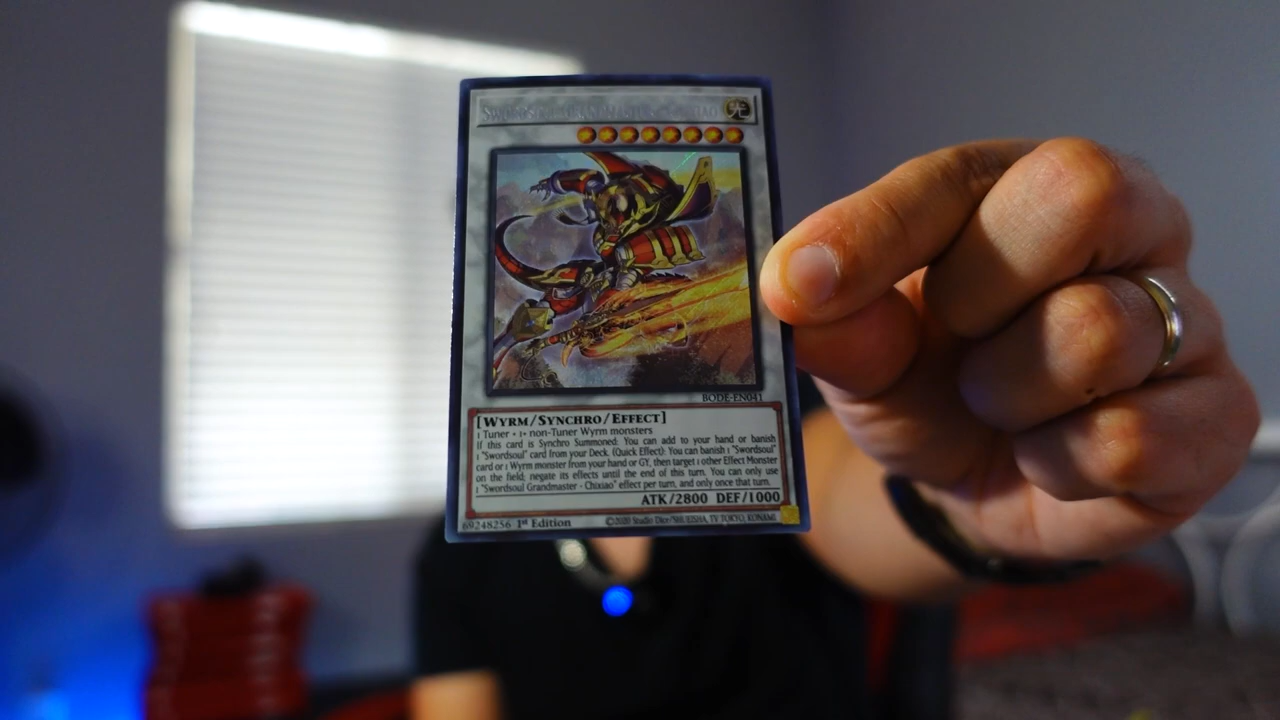 SWORDSOUL GRANDMASTER - CHIXIAO
光
BODE-EN041
[WYRM/SYNCHRO/EFFECT]
1 Tuner + 1+ non-Tuner Wyrm monsters
If this card is Synchro Summoned: You can add to your hand or banish
1 "Swordsoul" card from your Deck. (Quick Effect): You can banish 1 "Swordsoul"
card or 1 Wyrm monster from your hand or GY, then target 1 other Effect Monster
on the field; negate its effects until the end of this turn. You can only use
1 "Swordsoul Grandmaster - Chixiao" effect per turn, and only once that turn.
ATK/2800 DEF/1000
69248256 1st Edition ©2020 Studio Dice/SHUEISHA, TV TOKYO, KONAMI